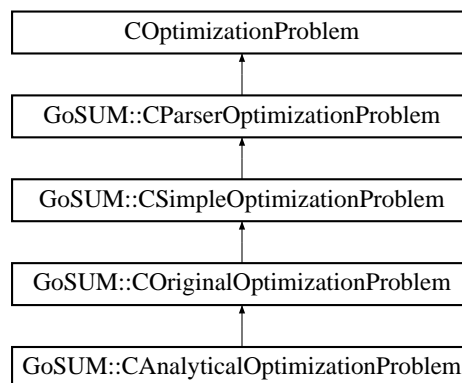 COptimizationProblem
GoSUM::CParserOptimizationProblem
GoSUM::CSimpleOptimizationProblem
GoSUM::COriginalOptimizationProblem
GoSUM::CAnalyticalOptimizationProblem